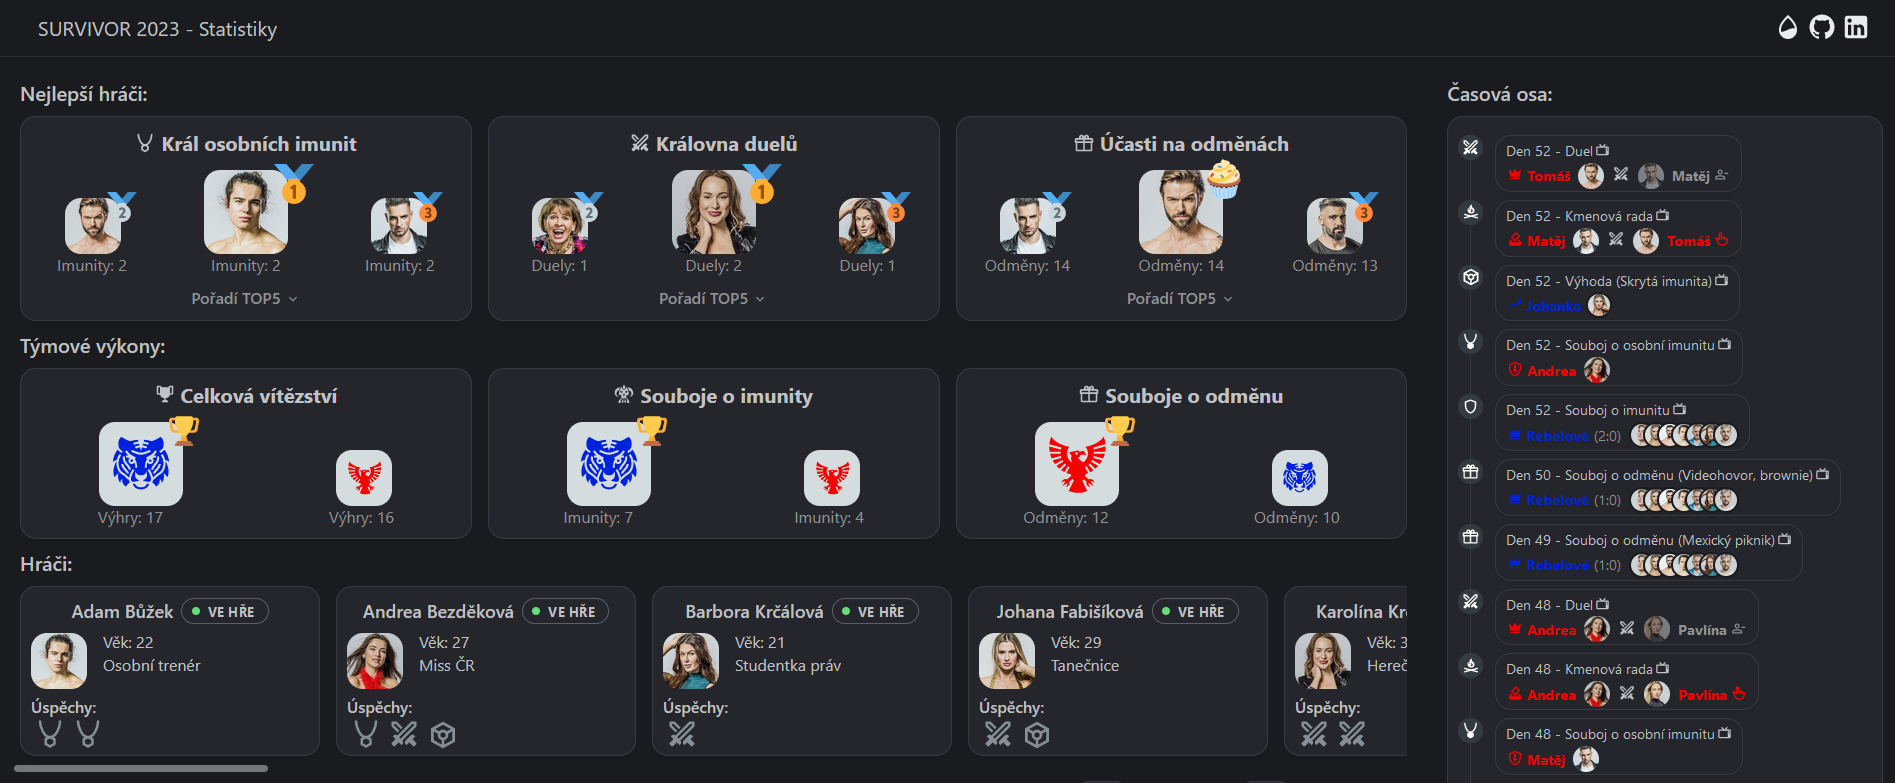 SURVIVOR 2023 - Statistiky
Nejlepší hráči:
Král osobních imunit
2
1
3
Imunity: 2
Imunity: 2
Imunity: 2
Pořadí TOP5
Královna duelů
2
1
3
Duely: 1
Duely: 2
Duely: 1
Pořadí TOP5
Účasti na odměnách
2
3
Odměny: 14
Odměny: 14
Odměny: 13
Pořadí TOP5
Týmové výkony:
Celková vítězství
Výhry: 17
Výhry: 16
Souboje o imunity
Imunity: 7
Imunity: 4
Souboje o odměnu
Odměny: 12
Odměny: 10
Hráči:
Adam Bůžek VE HŘE
Věk: 22
Osobní trenér
Úspěchy:
Andrea Bezděková VE HŘE
Věk: 27
Miss ČR
Úspěchy:
Barbora Krčálová VE HŘE
Věk: 21
Studentka práv
Úspěchy:
Johana Fabišíková VE HŘE
Věk: 29
Tanečnice
Úspěchy:
Karolína
Věk: 3
Úspěchy:
Časová osa:
Den 52 - Duel
Tomáš Matěj
Den 52 - Kmenová rada
Matěj Tomáš
Den 52 - Výhoda (Skrytá imunita)
Johanka
Den 52 - Souboj o osobní imunitu
Andrea
Den 52 - Souboj o imunitu
Rebelové (2:0)
Den 50 - Souboj o odměnu (Videohovor, brownie)
Rebelové (1:0)
Den 49 - Souboj o odměnu (Mexický piknik)
Rebelové (1:0)
Den 48 - Duel
Andrea Pavlína
Den 48 - Kmenová rada
Andrea Pavlína
Den 48 - Souboj o osobní imunitu
Matěj